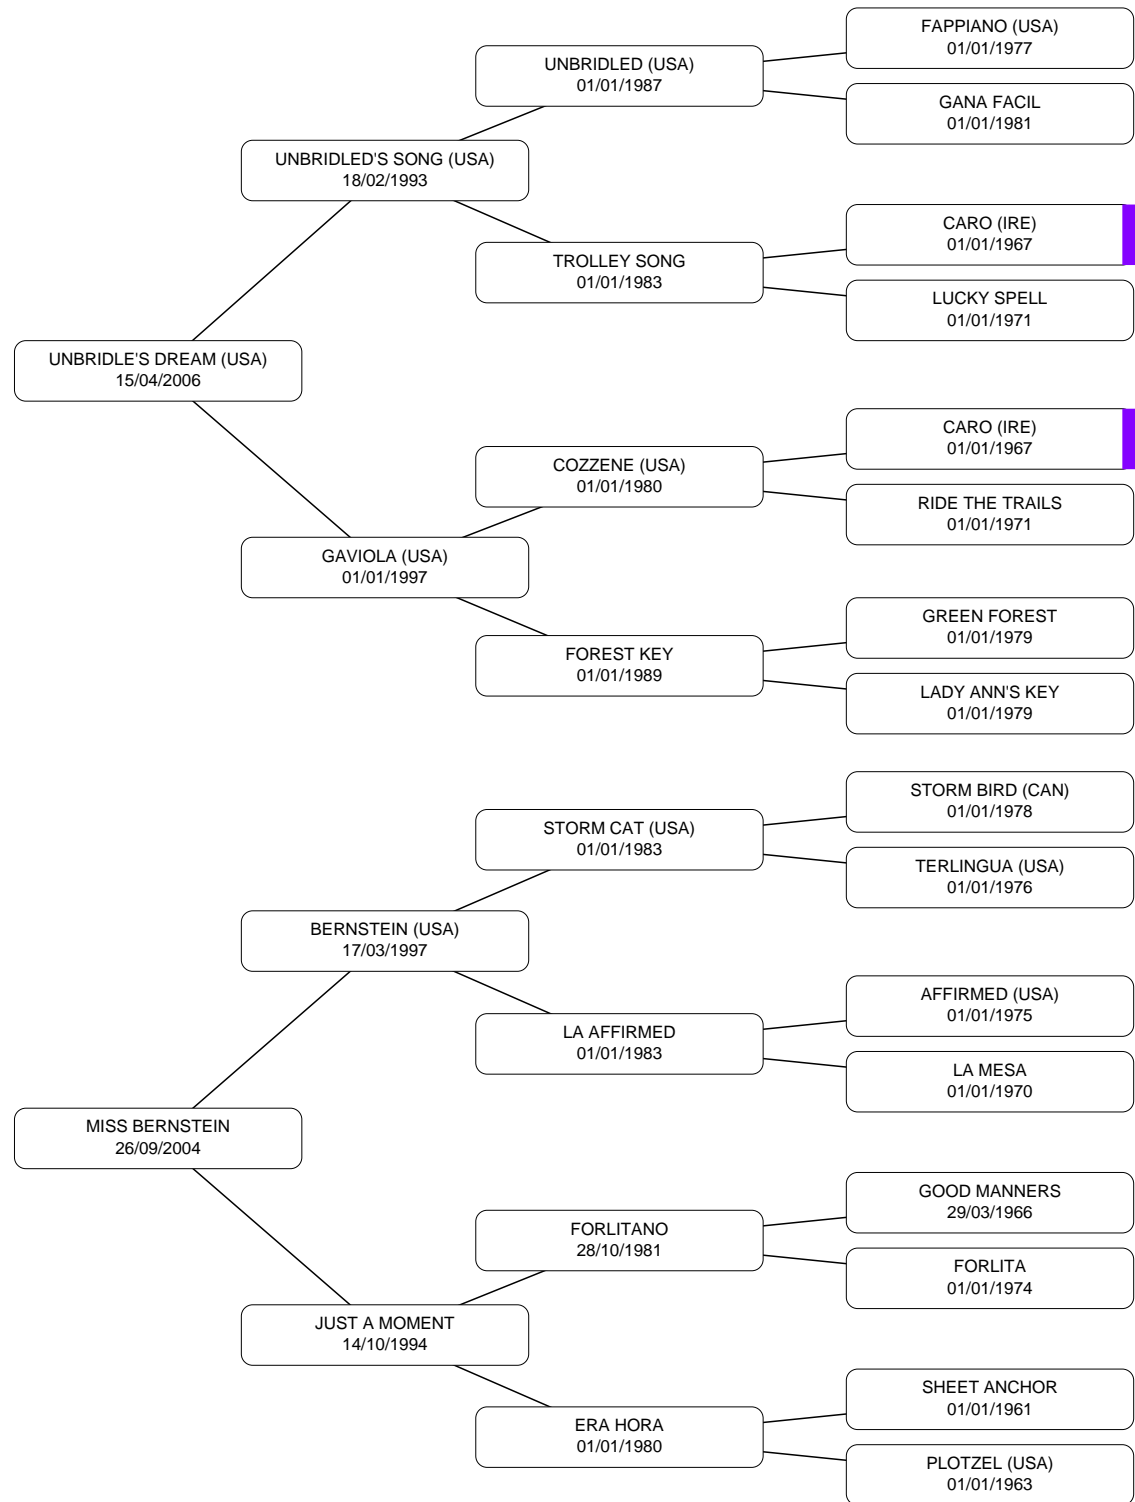 FAPPIANO (USA)
01/01/1977
UNBRIDLED (USA)
01/01/1987
GANA FACIL
01/01/1981
UNBRIDLED'S SONG (USA)
18/02/1993
CARO (IRE)
01/01/1967
TROLLEY SONG
01/01/1983
LUCKY SPELL
01/01/1971
UNBRIDLE'S DREAM (USA)
15/04/2006
CARO (IRE)
01/01/1967
COZZENE (USA)
01/01/1980
RIDE THE TRAILS
01/01/1971
GAVIOLA (USA)
01/01/1997
GREEN FOREST
01/01/1979
FOREST KEY
01/01/1989
LADY ANN'S KEY
01/01/1979
STORM BIRD (CAN)
01/01/1978
STORM CAT (USA)
01/01/1983
TERLINGUA (USA)
01/01/1976
BERNSTEIN (USA)
17/03/1997
AFFIRMED (USA)
01/01/1975
LA AFFIRMED
01/01/1983
LA MESA
01/01/1970
MISS BERNSTEIN
26/09/2004
GOOD MANNERS
29/03/1966
FORLITANO
28/10/1981
FORLITA
01/01/1974
JUST A MOMENT
14/10/1994
SHEET ANCHOR
01/01/1961
ERA HORA
01/01/1980
PLOTZEL (USA)
01/01/1963